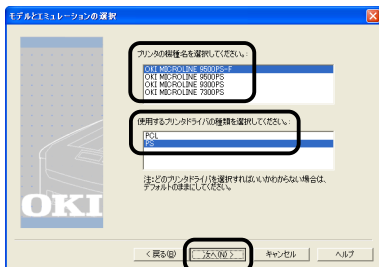 モデルとエミュレーションの選択
プリンタの機種名を選択してください。:
OKI MICROLINE 9500PS-F
OKI MICROLINE 9500PS
OKI MICROLINE 9300PS
OKI MICROLINE 7300PS
使用するプリンタドライバの種類を選択してください。:
PCL
PS
注:どのプリンタドライバを選択すればいいかわからない場合は、
デフォルトのままにしてください。
OKI
< 戻る(B)
次へ(N) >
キャンセル
ヘルプ